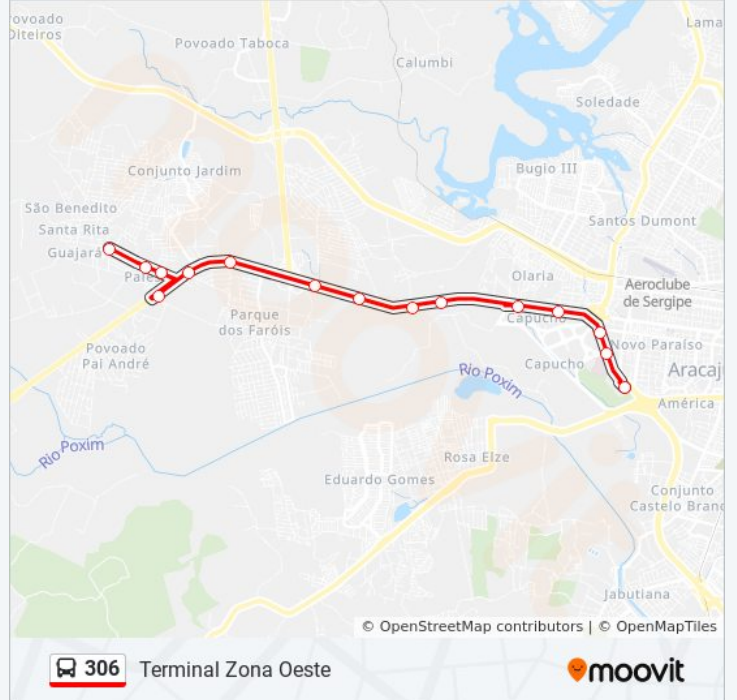 ovoado
Oiteiros
Povoado Taboca
Lama
Calumbi
Soledade
Conjunto Jardim
Bugio III
São Benedito
Santa Rita
Guajará
Santos Dumont
Olaria
Aeroclube
de Sergipe
Pales
Parque
dos Faróis
Capucho
Novo Paraíso
Povoado
Pai André
Capucho
Rio Poxim
Aracaj
América
Rio Poxim
Rosa Elze
Eduardo Gomes
Conjunto
Castelo Branc
Jabutiana
© OpenStreetMap contributors | © OpenMapTiles
306 Terminal Zona Oeste
moovit